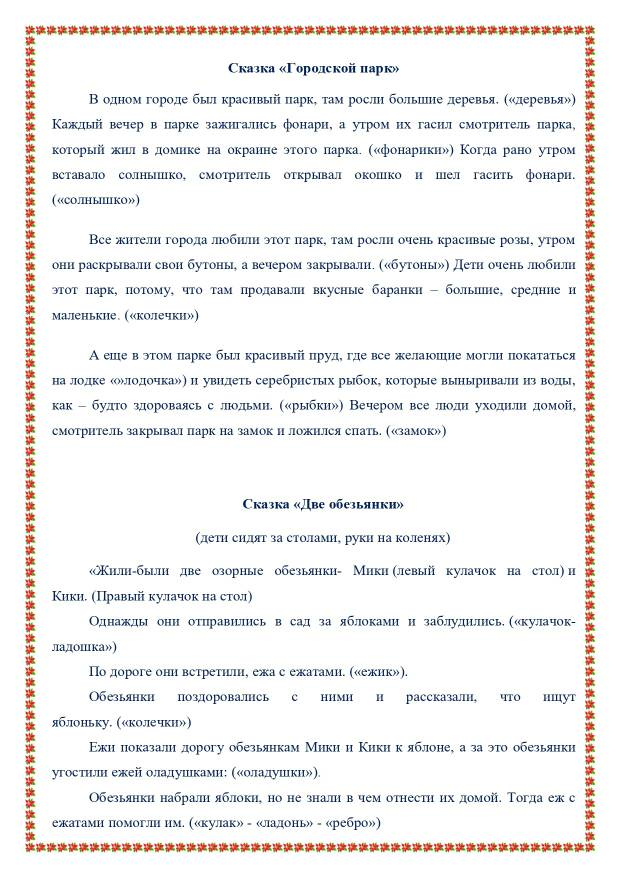 Сказка «Городской парк»
В одном городе был красивый парк, там росли большие деревья. («деревья»)
Каждый вечер в парке зажигались фонари, а утром их гасил смотритель парка,
который жил в домике на окраине этого парка. («фонарики») Когда рано утром
вставало солнышко, смотритель открывал окошко и шел гасить фонари.
(«солнышко»)
Все жители города любили этот парк, там росли очень красивые розы, утром
они раскрывали свои бутоны, а вечером закрывали. («бутоны») Дети очень любили
этот парк, потому, что там продавали вкусные баранки – большие, средние и
маленькие. («колечки»)
А еще в этом парке был красивый пруд, где все желающие могли покататься
на лодке «»лодочка») и увидеть серебристых рыбок, которые выныривали из воды,
как – будто здороваясь с людьми. («рыбки») Вечером все люди уходили домой,
смотритель закрывал парк на замок и ложился спать. («замок»)
Сказка «Две обезьянки»
(дети сидят за столами, руки на коленях)
«Жили-были две озорные обезьянки- Мики (левый кулачок на стол) и
Кики. (Правый кулачок на стол)
Однажды они отправились в сад за яблоками и заблудились. («кулачок-
ладошка»)
По дороге они встретили, ежа с ежатами. («ежик»).
Обезьянки поздоровались с ними и рассказали, что ищут
яблоньку. («колечки»)
Ежи показали дорогу обезьянкам Мики и Кики к яблоне, а за это обезьянки
угостили ежей оладушками: («оладушки»).
Обезьянки набрали яблоки, но не знали в чем отнести их домой. Тогда еж с
ежатами помогли им. («кулак» - «ладонь» - «ребро»)